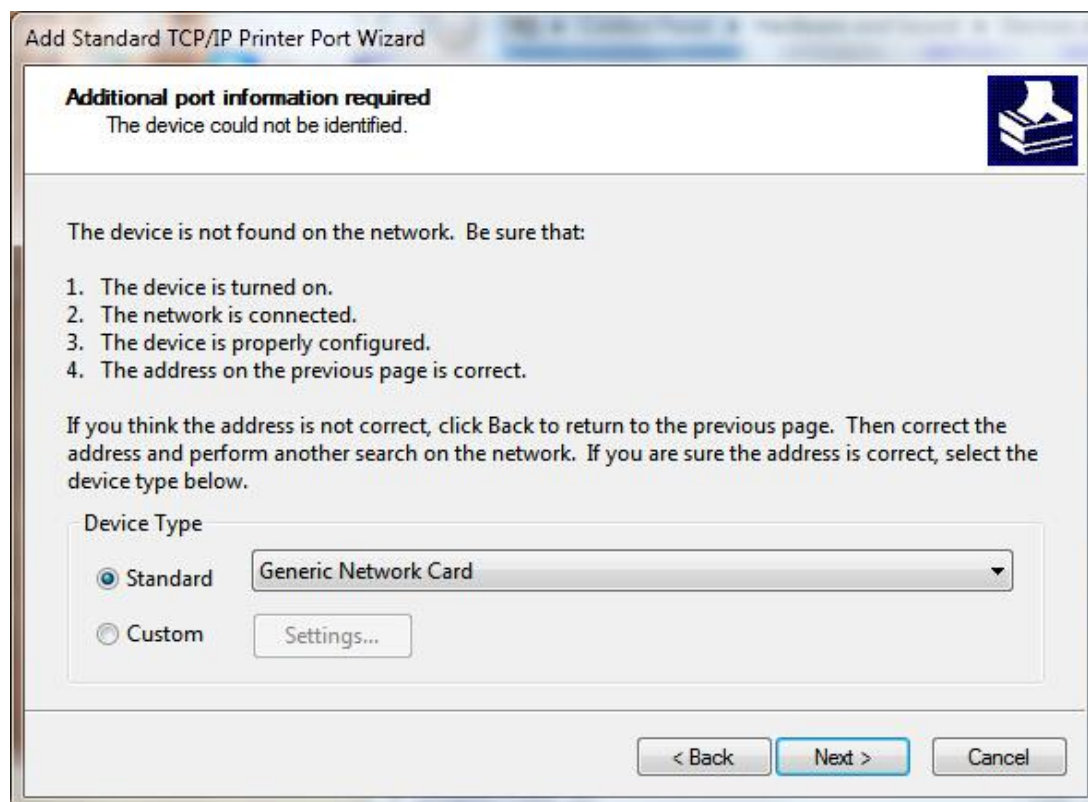 Add Standard TCP/IP Printer Port Wizard
Additional port information required
The device could not be identified.
The device is not found on the network.  Be sure that:
1.  The device is turned on.
2.  The network is connected.
3.  The device is properly configured.
4.  The address on the previous page is correct.
If you think the address is not correct, click Back to return to the previous page.  Then correct the
address and perform another search on the network.  If you are sure the address is correct, select the
device type below.
Device Type
Standard
Generic Network Card
Custom
Settings...
< Back
Next >
Cancel